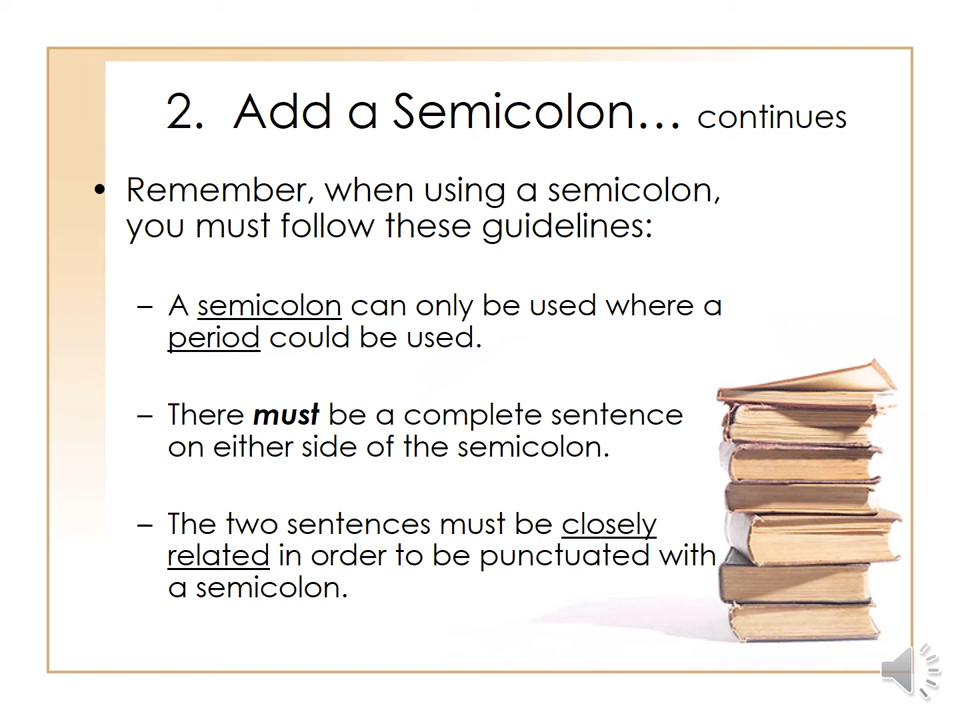 2. Add a Semicolon… continues
• Remember, when using a semicolon,
you must follow these guidelines:
– A semicolon can only be used where a
period could be used.
– There must be a complete sentence
on either side of the semicolon.
– The two sentences must be closely
related in order to be punctuated with
a semicolon.